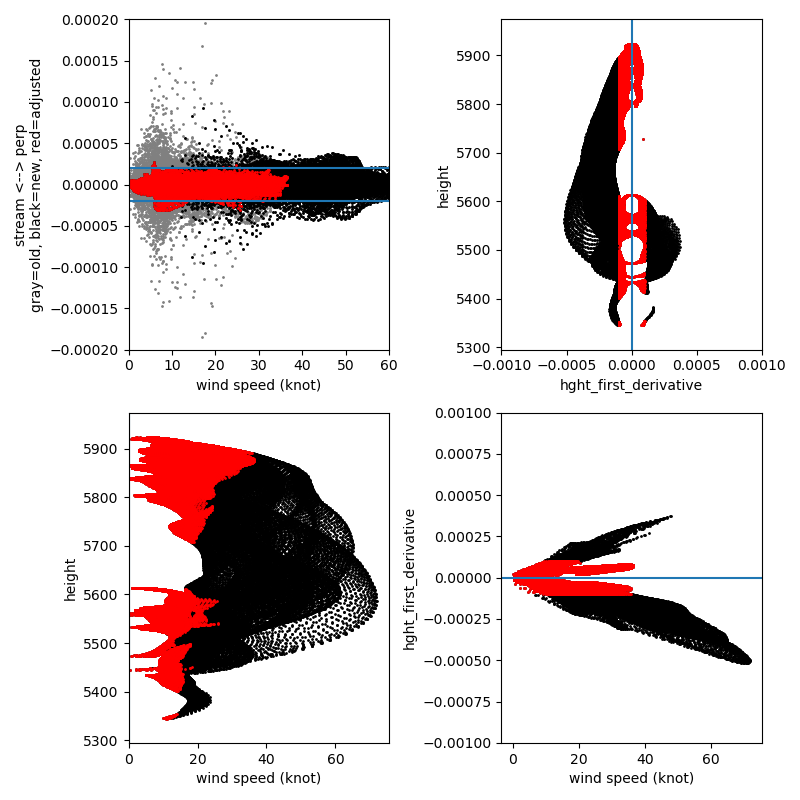 0.00020
0.00015
0.00010
0.00005
0.00000
−0.00005
−0.00010
−0.00015
−0.00020
stream <--> perp
gray=old, black=new, red=adjusted
0 10 20 30 40 50 60
wind speed (knot)
5900
5800
5700
5600
5500
5400
5300
height
−0.0010 −0.0005 0.0000 0.0005 0.0010
hght_first_derivative
5900
5800
5700
5600
5500
5400
5300
height
0 20 40 60
wind speed (knot)
0.00100
0.00075
0.00050
0.00025
0.00000
−0.00025
−0.00050
−0.00075
−0.00100
hght_first_derivative
0 20 40 60
wind speed (knot)